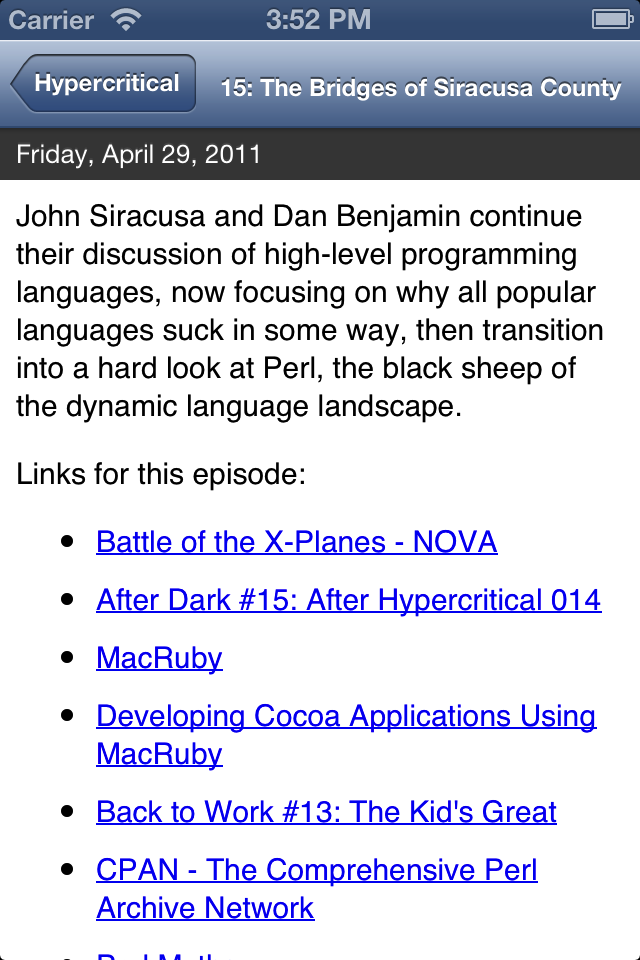 Carrier 3:52 PM
Hypercritical 15: The Bridges of Siracusa County
Friday, April 29, 2011
John Siracusa and Dan Benjamin continue
their discussion of high-level programming
languages, now focusing on why all popular
languages suck in some way, then transition
into a hard look at Perl, the black sheep of
the dynamic language landscape.
Links for this episode:
• Battle of the X-Planes - NOVA
• After Dark #15: After Hypercritical 014
• MacRuby
• Developing Cocoa Applications Using
MacRuby
• Back to Work #13: The Kid's Great
• CPAN - The Comprehensive Perl
Archive Network